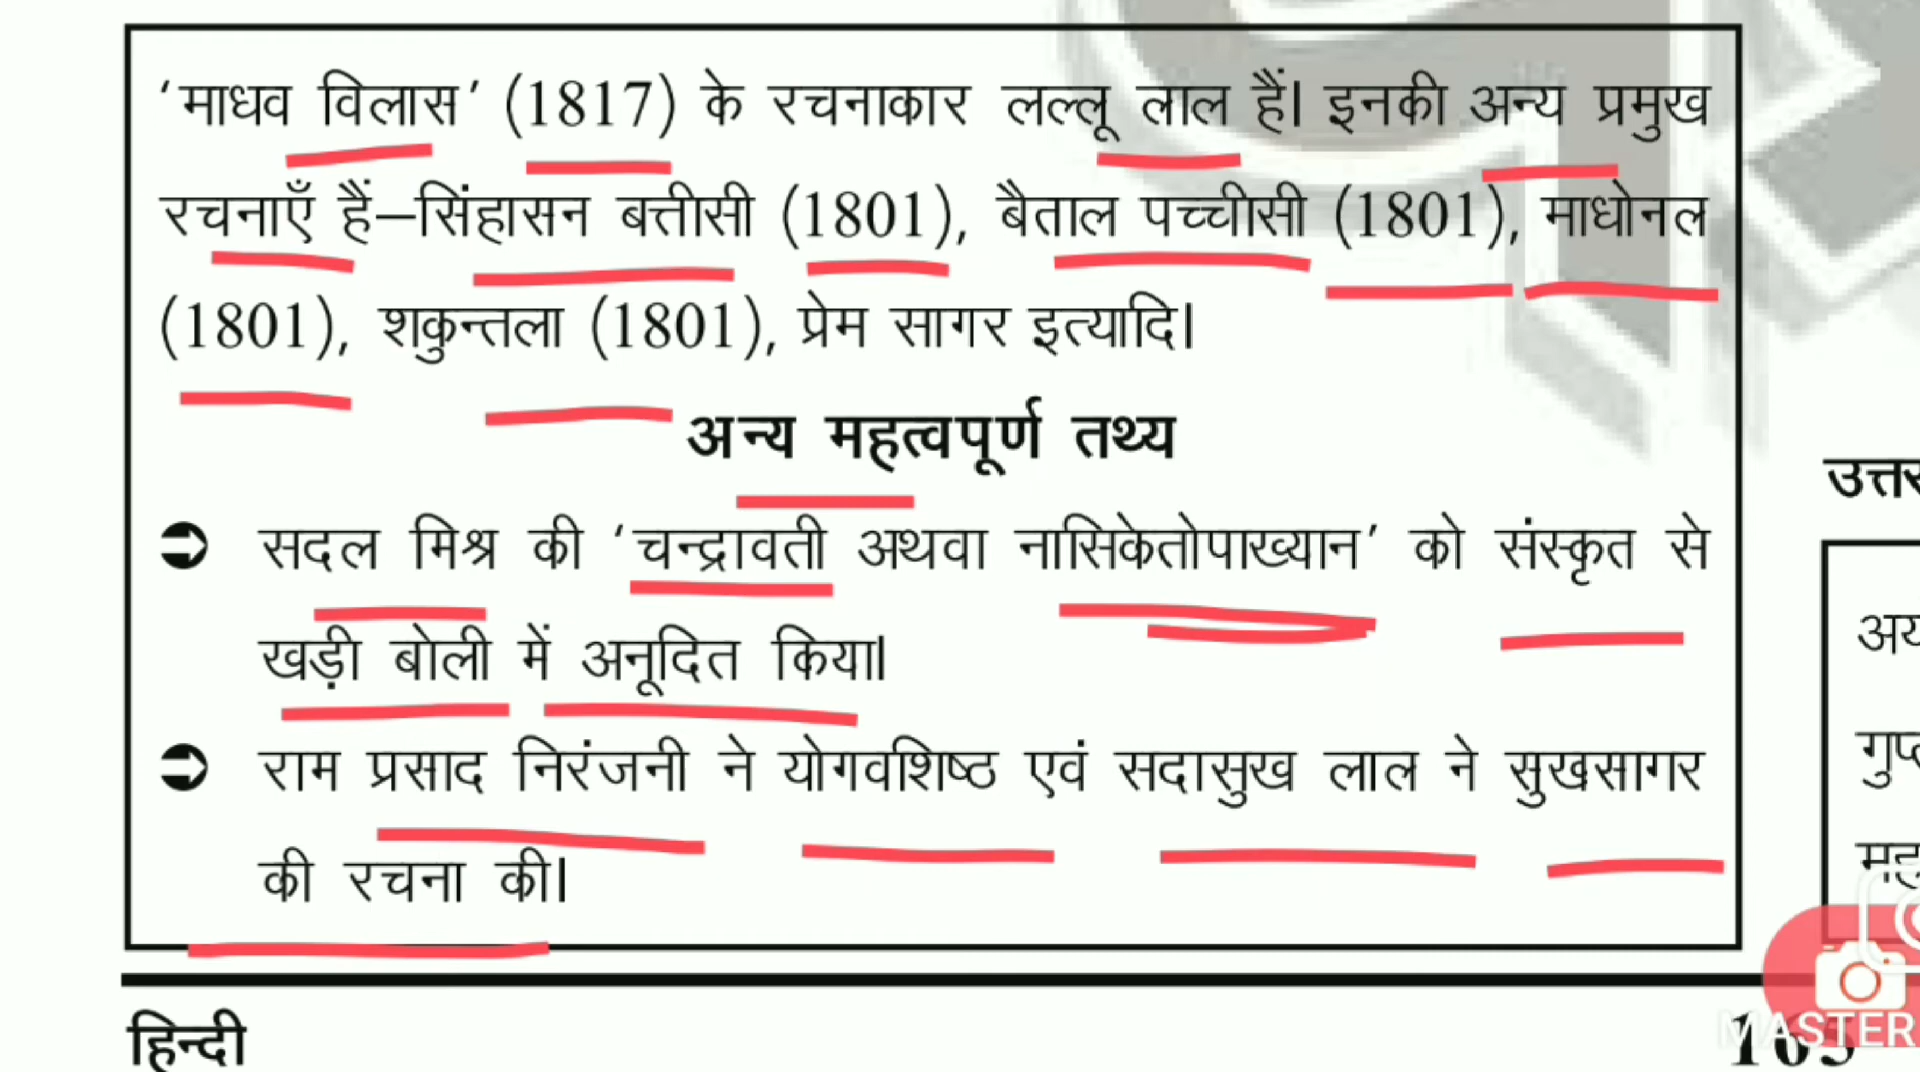 ‘माधव विलास’ (1817) के रचनाकार लल्लू लाल हैं। इनकी अन्य प्रमुख
रचनाएँ हैं–सिंहासन बत्तीसी (1801), बैताल पच्चीसी (1801), माधोनल
(1801), शकुन्तला (1801), प्रेम सागर इत्यादि।
अन्य महत्वपूर्ण तथ्य
सदल मिश्र की ‘चन्द्रावती अथवा नासिकेतोपाख्यान’ को संस्कृत से
खड़ी बोली में अनूदित किया।
राम प्रसाद निरंजनी ने योगवशिष्ठ एवं सदासुख लाल ने सुखसागर
की रचना की।
हिन्दी
MASTER